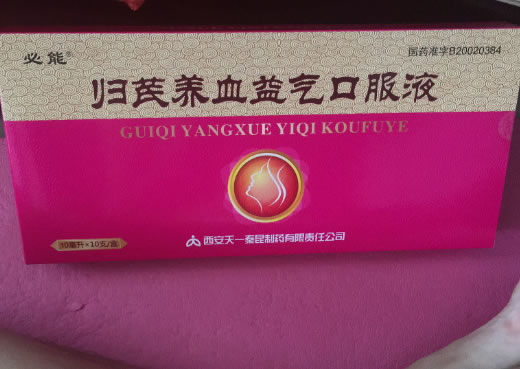 必能®
国药准字B20020384
归芪养血益气口服液
GUIQI YANGXUE YIQI KOUFUYE
10毫升×10支/盒
西安天一秦昆制药有限责任公司